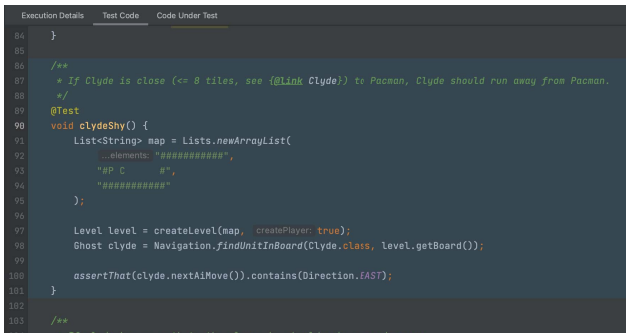 Execution Details Test Code Code Under Test
84 }
85
86 /**
87 * If Clyde is close (<= 8 tiles, see {@link Clyde}) to Pacman, Clyde should run away from Pacman.
88 */
89 @Test
90 void clydeShy() {
91 List<String> map = Lists.newArrayList(
92 ...elements: "###########",
93 "#P C      #",
94 "###########"
95 );
96
97 Level level = createLevel(map, createPlayer: true);
98 Ghost clyde = Navigation.findUnitInBoard(Clyde.class, level.getBoard());
99
100 assertThat(clyde.nextAiMove()).contains(Direction.EAST);
101 }
102
103 /**